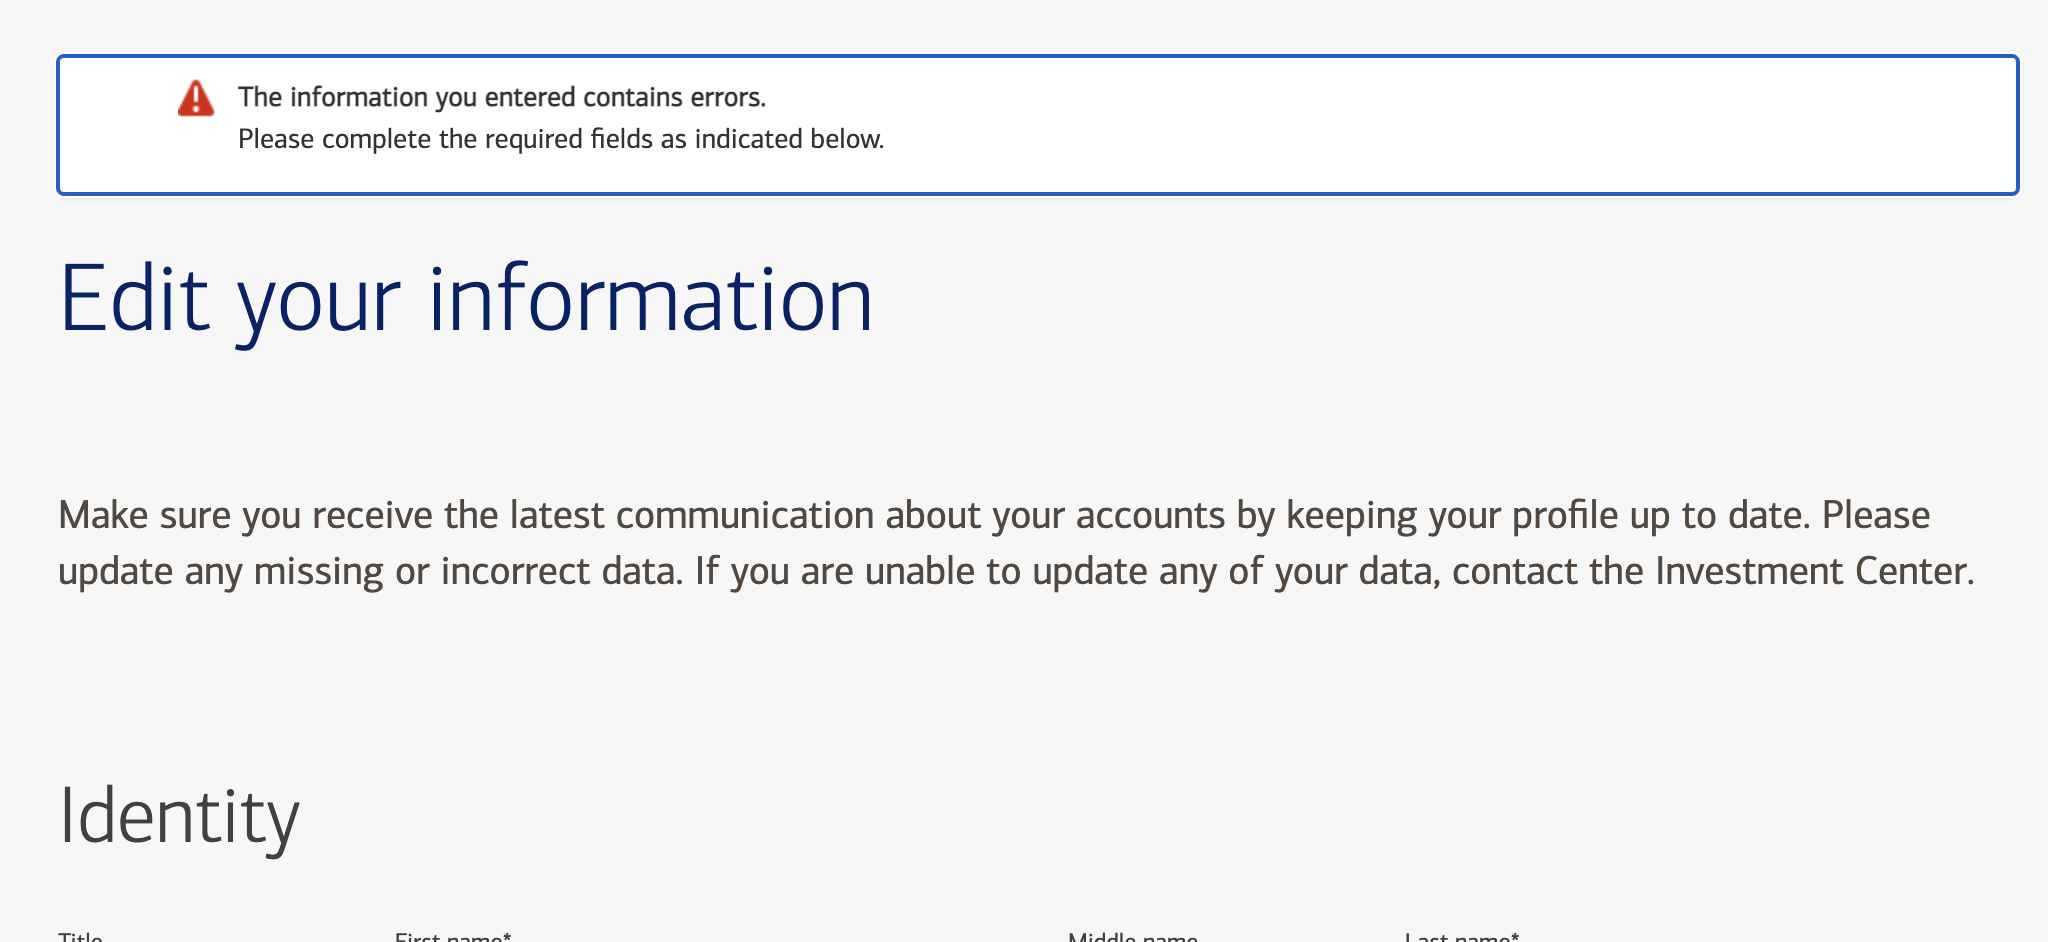 The information you entered contains errors.
Please complete the required fields as indicated below.
Edit your information
Make sure you receive the latest communication about your accounts by keeping your profile up to date. Please
update any missing or incorrect data. If you are unable to update any of your data, contact the Investment Center.
Identity
Title First name* Middle name Last name*